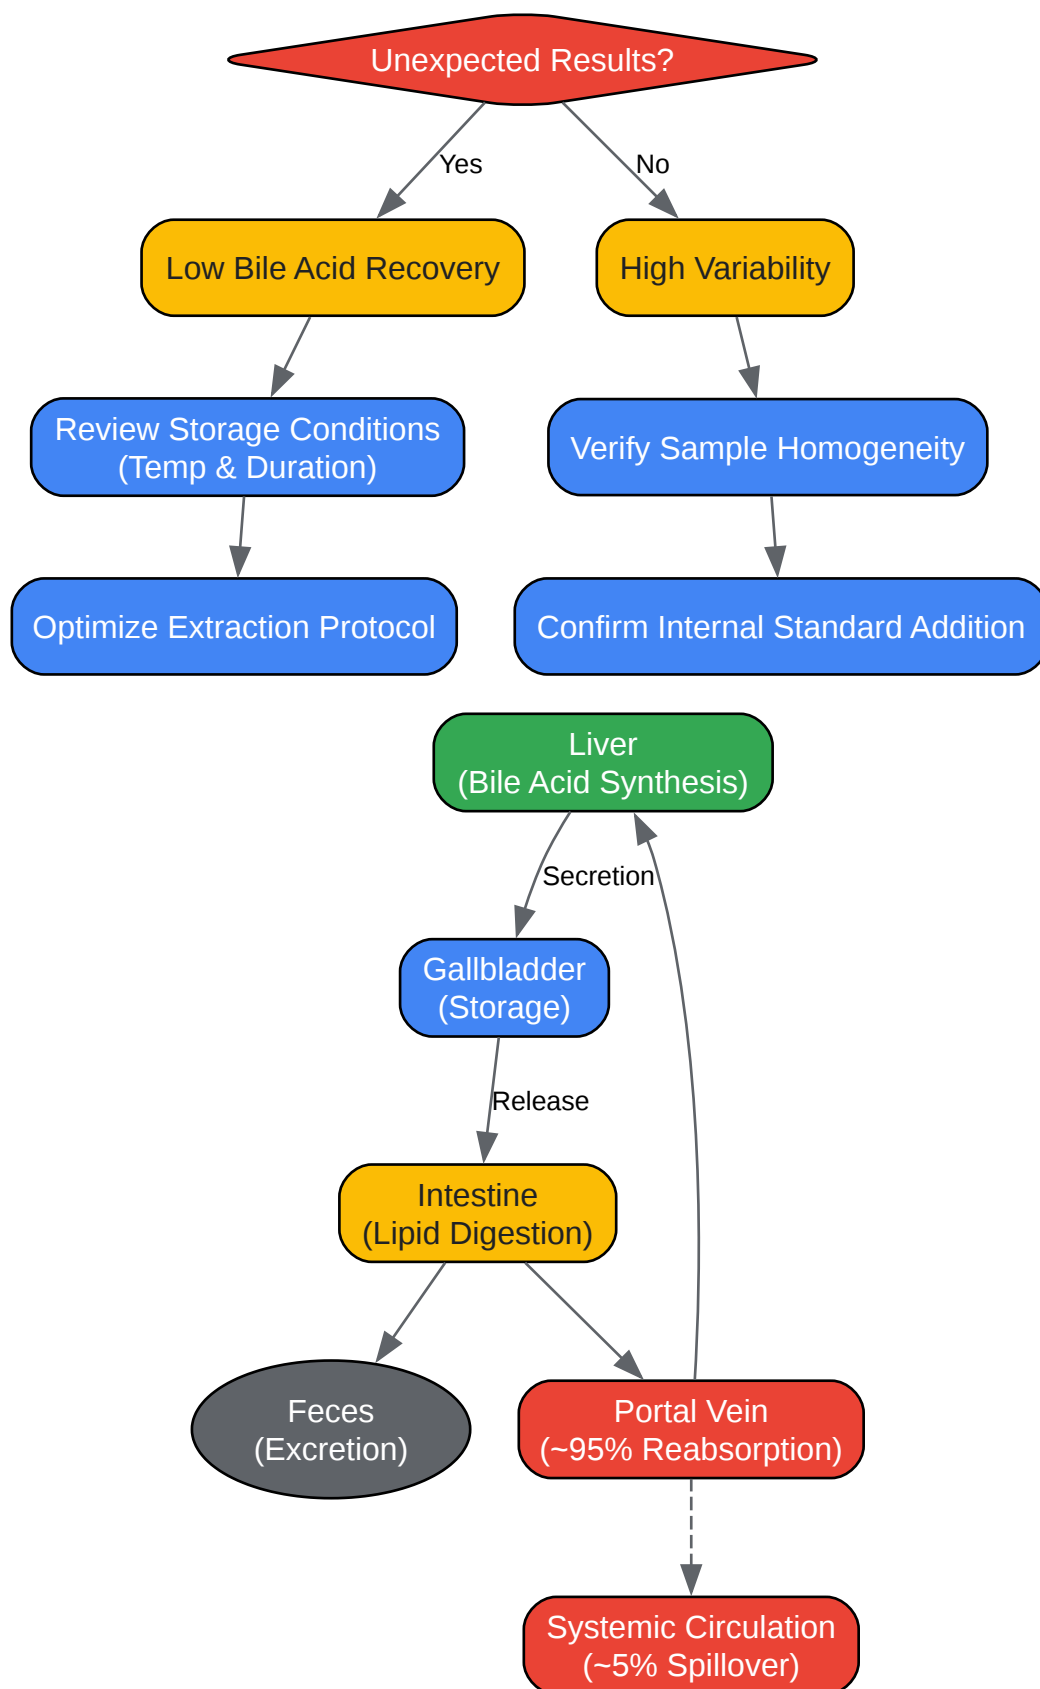 Unexpected Results?
Yes
No
Low Bile Acid Recovery
High Variability
Review Storage Conditions
(Temp & Duration)
Verify Sample Homogeneity
Optimize Extraction Protocol
Confirm Internal Standard Addition
Liver
(Bile Acid Synthesis)
Secretion
Gallbladder
(Storage)
Release
Intestine
(Lipid Digestion)
Feces
(Excretion)
Portal Vein
(~95% Reabsorption)
Systemic Circulation
(~5% Spillover)